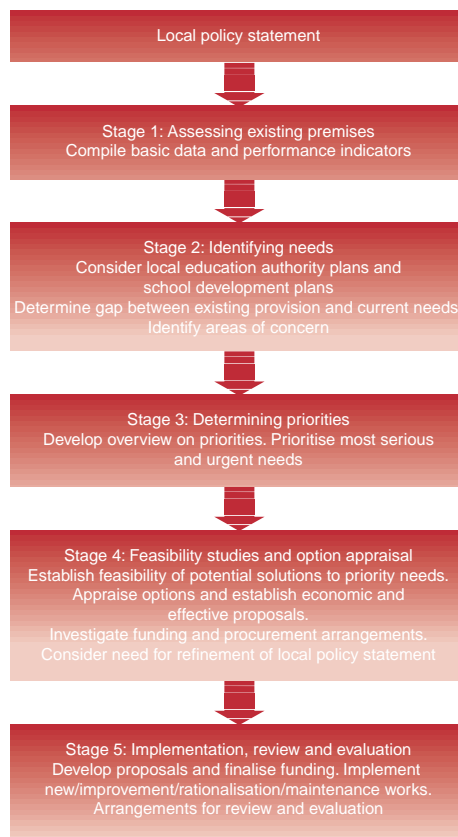 Local policy statement
Stage 1: Assessing existing premises
Compile basic data and performance indicators
Stage 2: Identifying needs
Consider local education authority plans and
school development plans
Determine gap between existing provision and current needs
Identify areas of concern
Stage 3: Determining priorities
Develop overview on priorities. Prioritise most serious
and urgent needs
Stage 4: Feasibility studies and option appraisal
Establish feasibility of potential solutions to priority needs.
Appraise options and establish economic and
effective proposals.
Investigate funding and procurement arrangements.
Consider need for refinement of local policy statement
Stage 5: Implementation, review and evaluation
Develop proposals and finalise funding. Implement
new/improvement/rationalisation/maintenance works.
Arrangements for review and evaluation